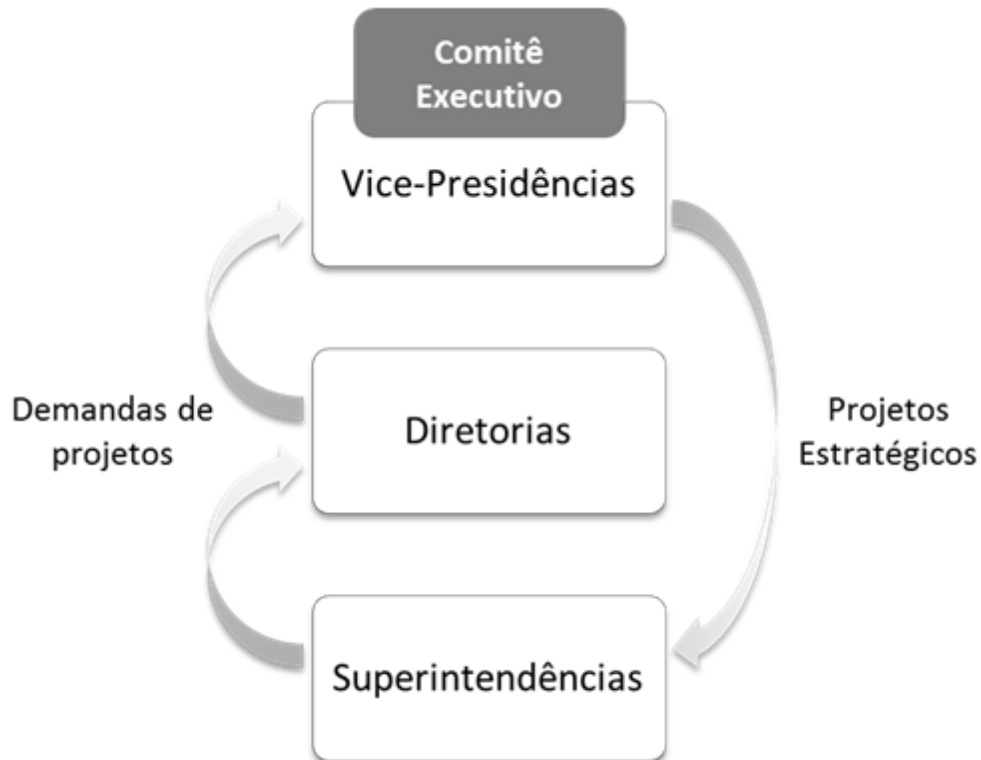 Comitê
Executivo
Vice-Presidências
Demandas de
projetos
Diretorias
Projetos
Estratégicos
Superintendências